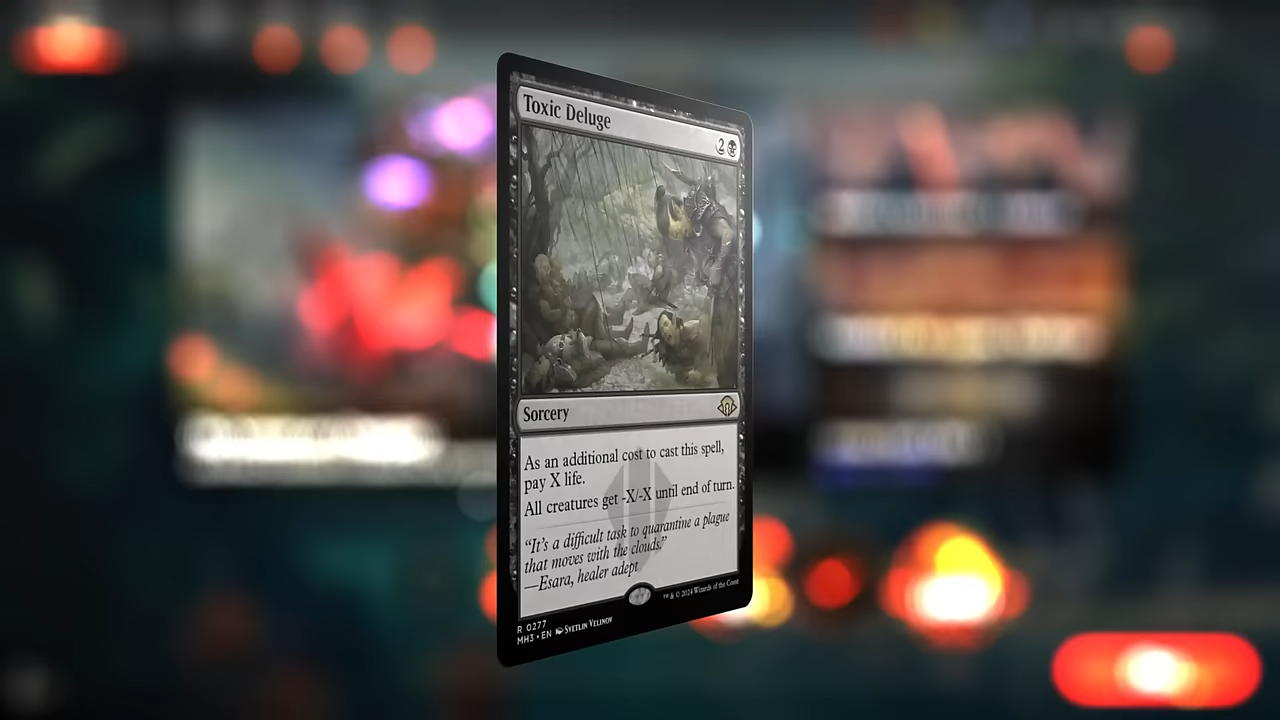 Toxic Deluge
2
Sorcery
As an additional cost to cast this spell,
pay X life.
All creatures get -X/-X until end of turn.
“It’s a difficult task to quarantine a plague
that moves with the clouds.”
—Esara, healer adept
R 0277
MH3 • EN Svetlin Velinov
™ & © 2024 Wizards of the Coast